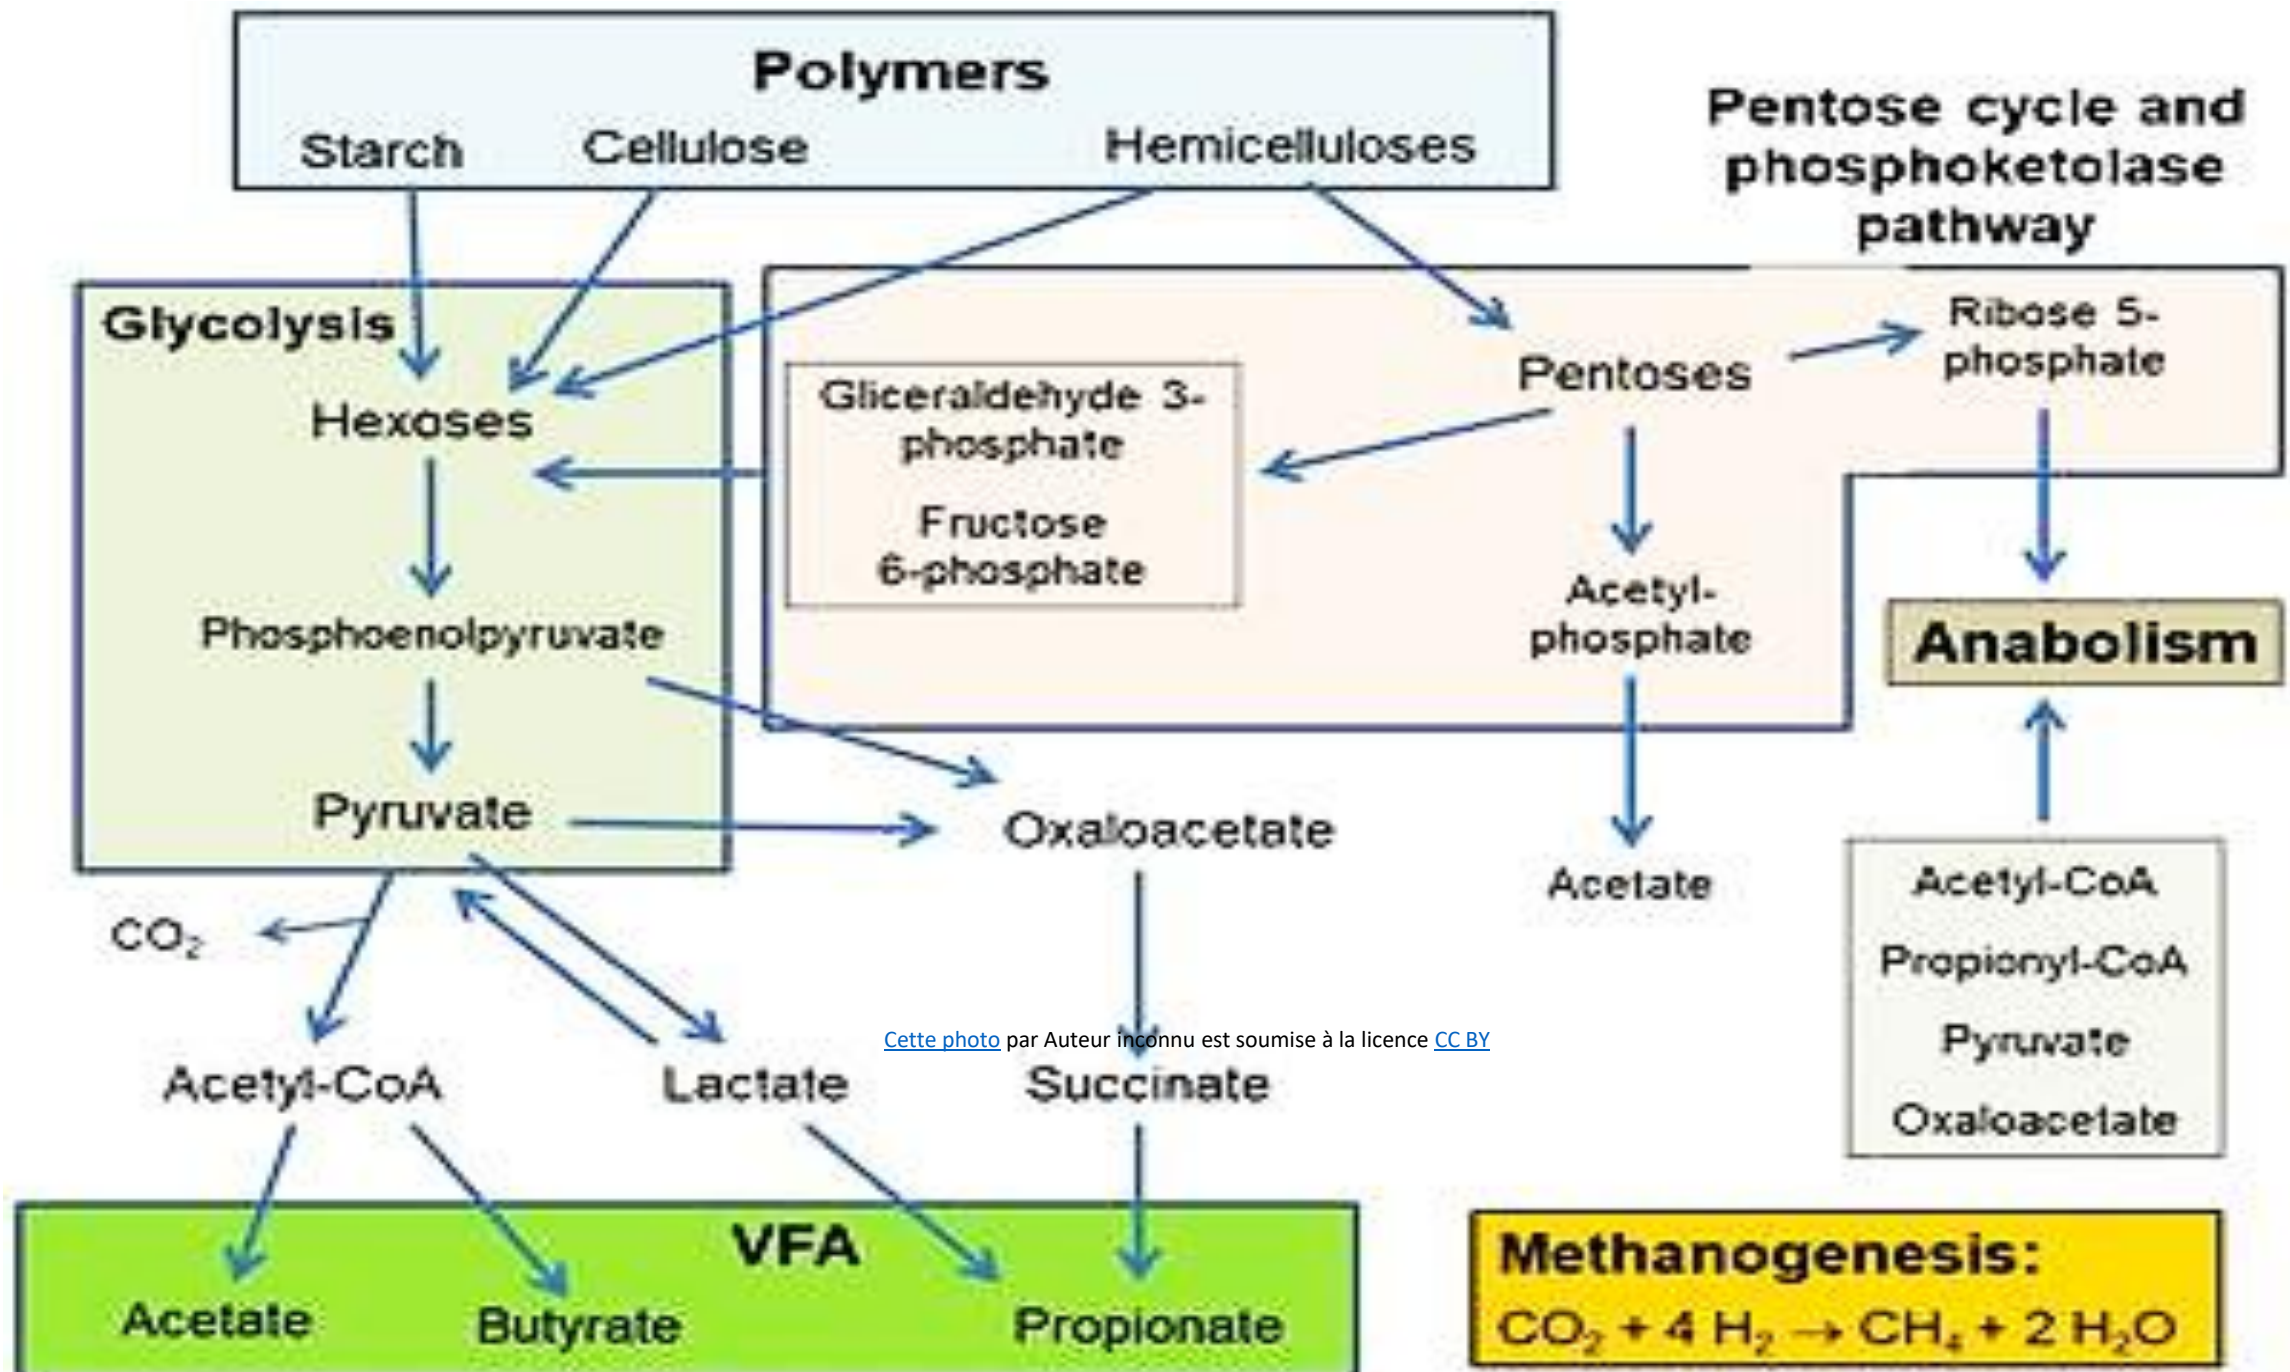 Polymers
Starch
Cellulose
Hemicelluloses
Pentose cycle and
phosphoketolase
pathway
Glycolysis
Hexoses
Phosphoenolpyruvate
Pyruvate
Gliceraldehyde 3-
phosphate
Fructose
6-phosphate
Pentoses
Ribose 5-
phosphate
Acetyl-
phosphate
Anabolism
Oxaloacetate
Acetate
CO₂
Acetyl-CoA
Lactate
Succinate
Cette photo par Auteur inconnu est soumise à la licence CC BY
Acetyl-CoA
Propionyl-CoA
Pyruvate
Oxaloacetate
VFA
Acetate
Butyrate
Propionate
Methanogenesis:
CO₂ + 4 H₂ → CH₄ + 2 H₂O